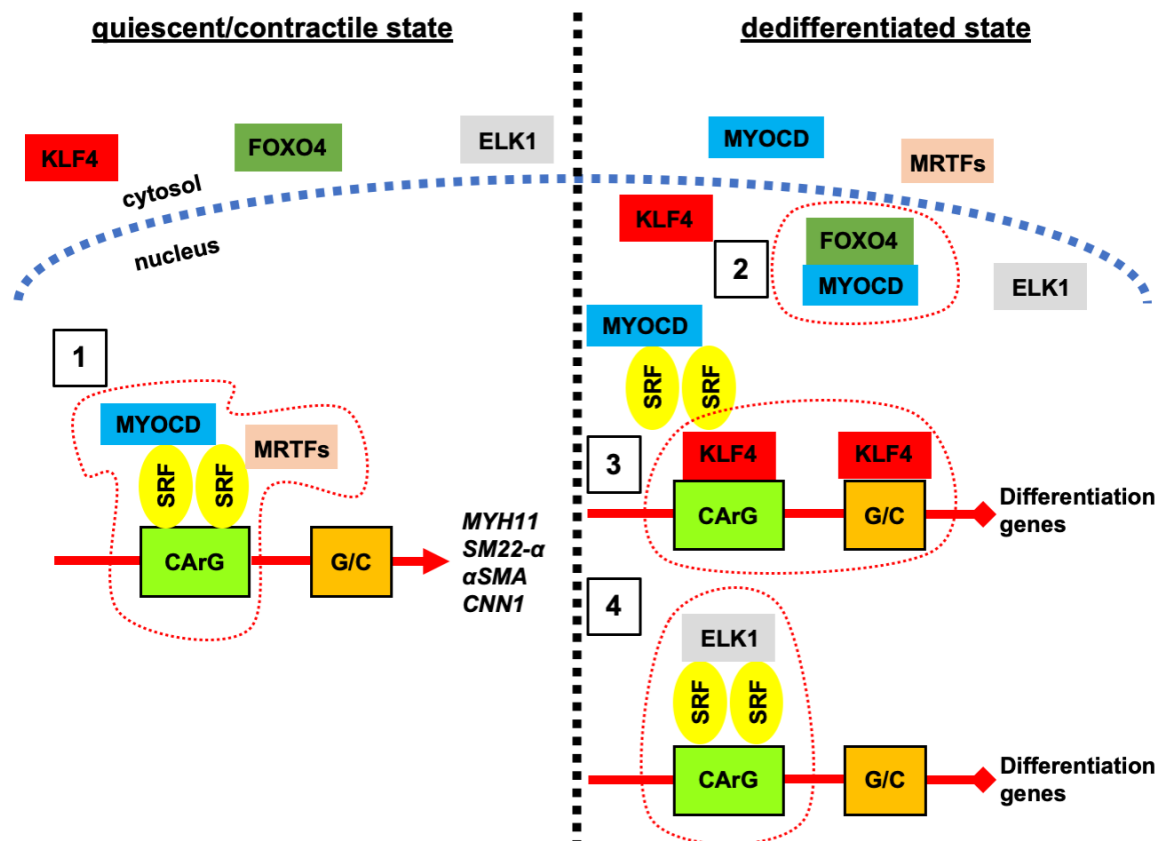 quiescent/contractile state
KLF4
FOXO4
ELK1
cytosol
nucleus
1
MYOCD
MRTFs
SRF
SRF
CArG
G/C
MYH11
SM22-α
αSMA
CNN1
dedifferentiated state
MYOCD
MRTFs
KLF4
2
FOXO4
MYOCD
ELK1
MYOCD
SRF
SRF
3
KLF4
KLF4
CArG
G/C
Differentiation
genes
4
ELK1
SRF
SRF
CArG
G/C
Differentiation
genes